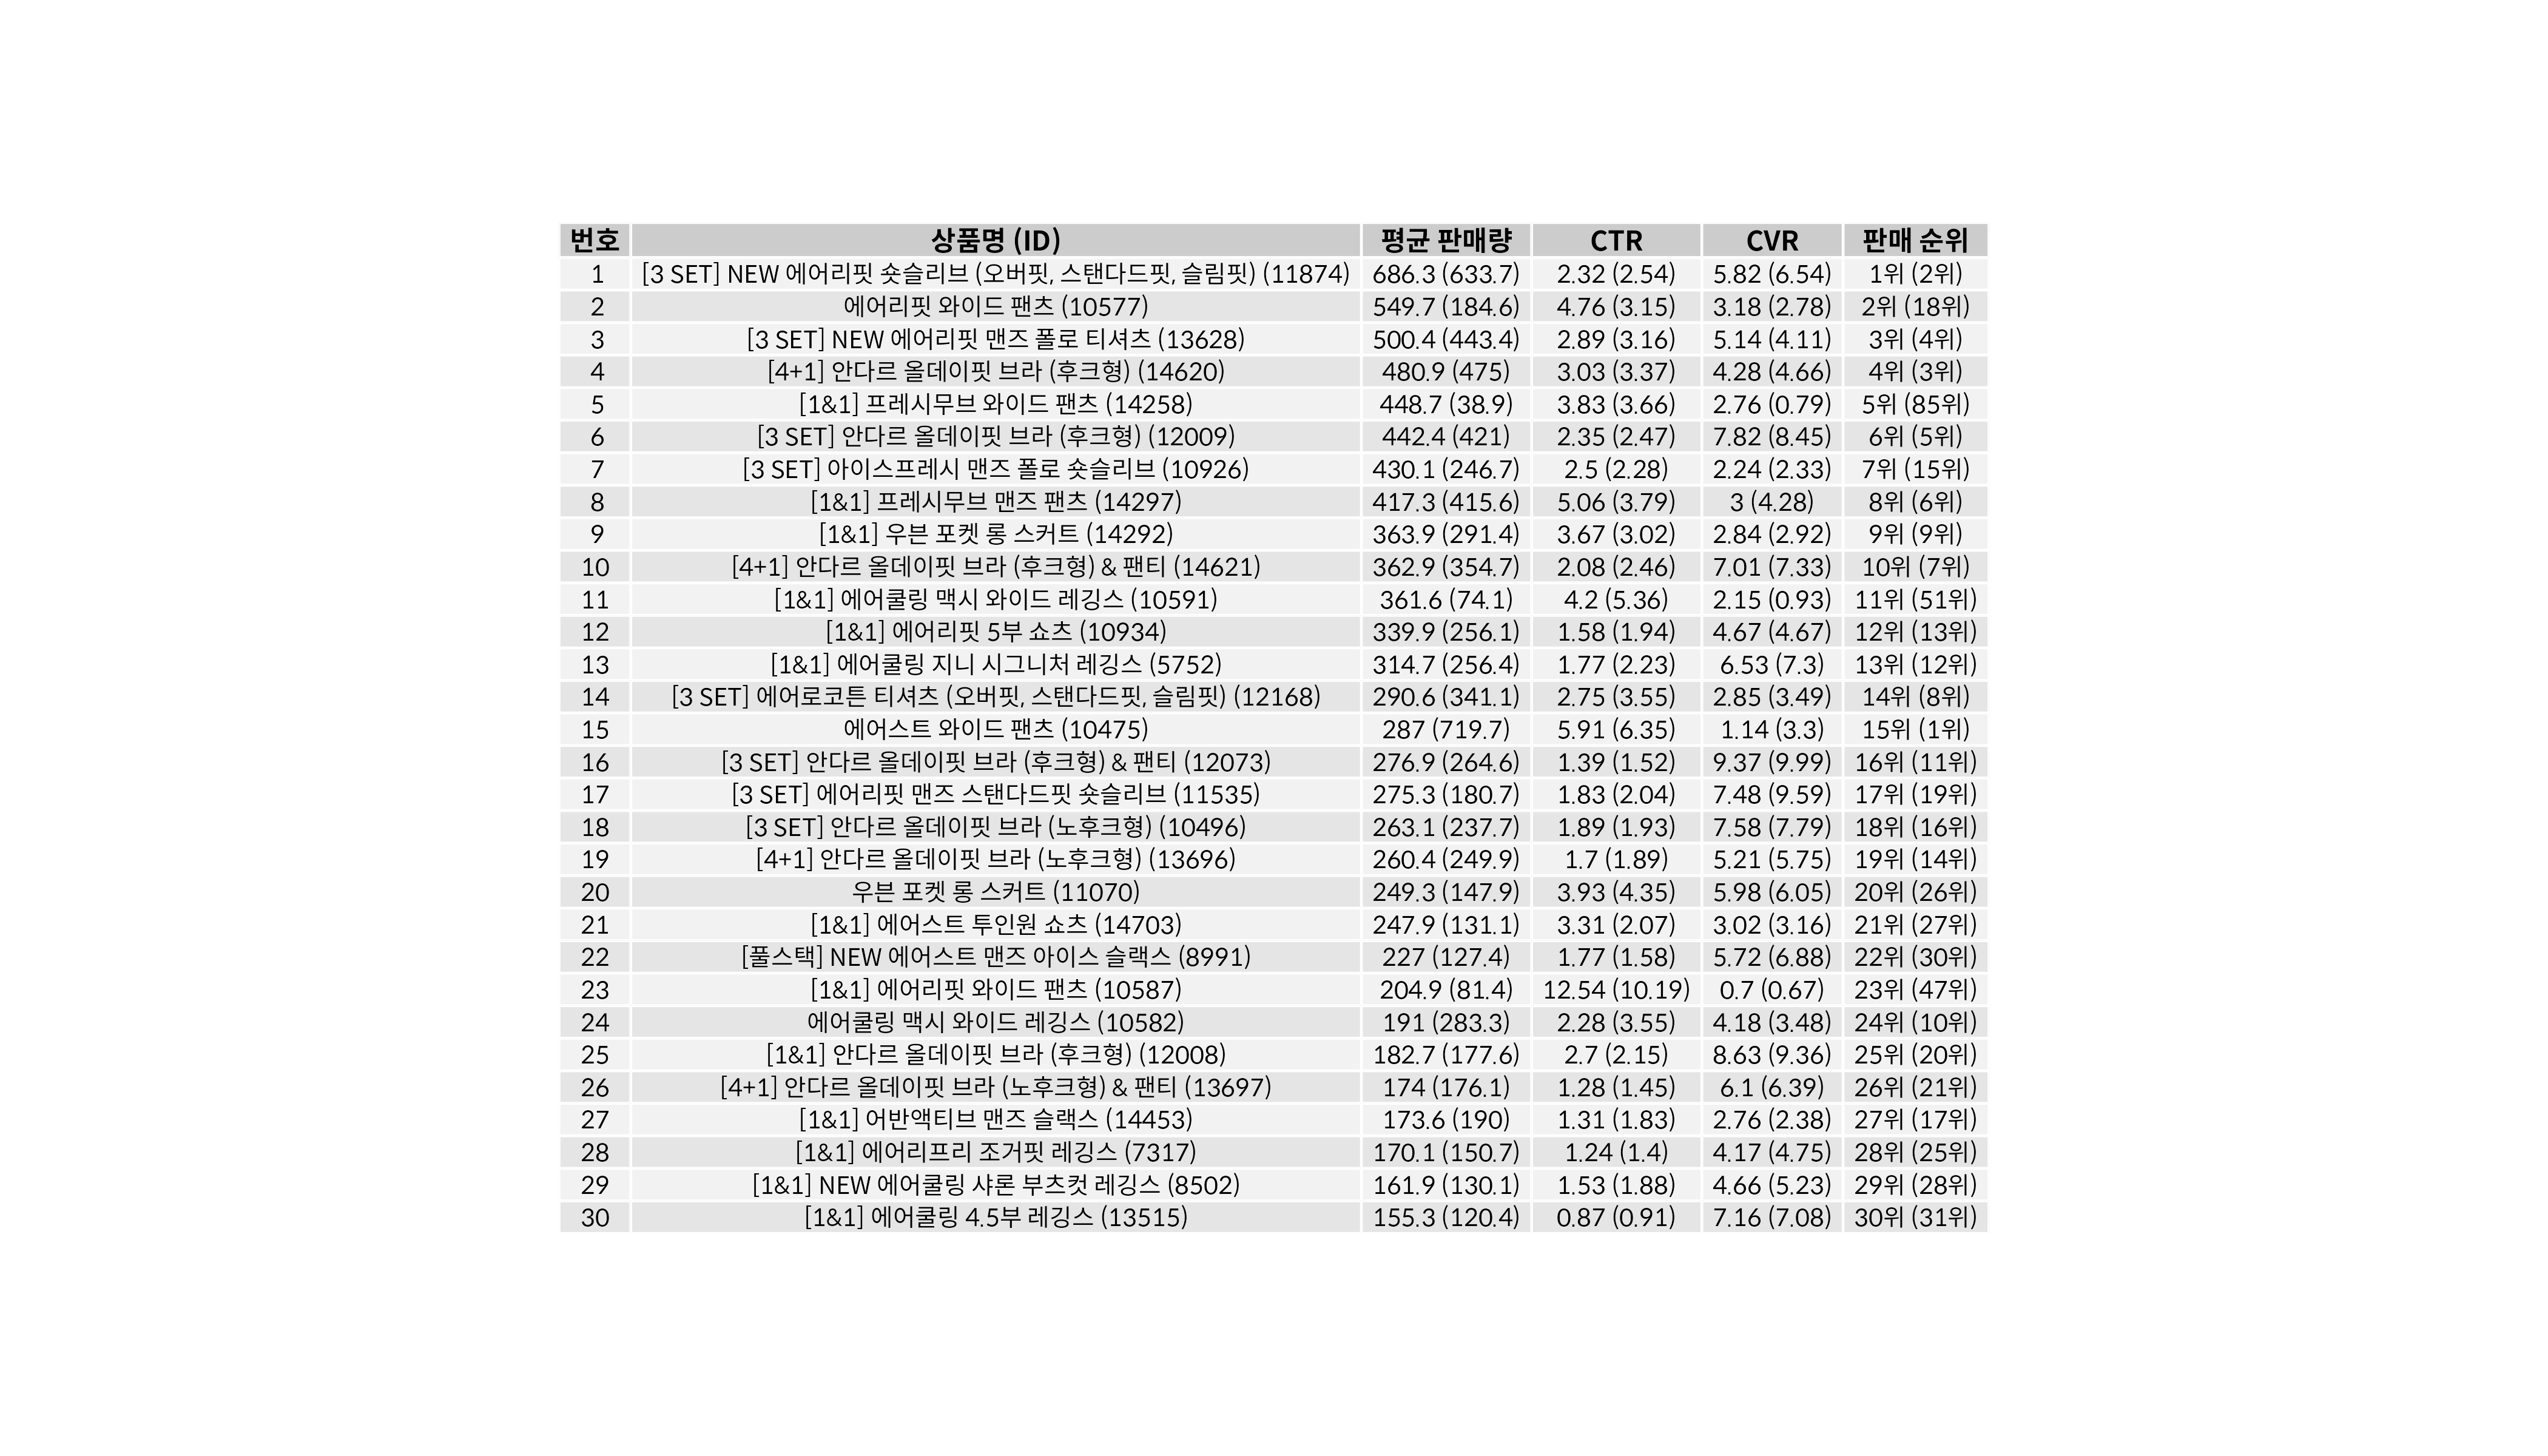 번호 상품명 (ID) 평균 판매량 CTR CVR 판매 순위
1 [3 SET] NEW 에어리핏 숏슬리브 (오버핏, 스탠다드핏, 슬림핏) (11874) 686.3 (633.7) 2.32 (2.54) 5.82 (6.54) 1위 (2위)
2 에어리핏 와이드 팬츠 (10577) 549.7 (184.6) 4.76 (3.15) 3.18 (2.78) 2위 (18위)
3 [3 SET] NEW 에어리핏 맨즈 폴로 티셔츠 (13628) 500.4 (443.4) 2.89 (3.16) 5.14 (4.11) 3위 (4위)
4 [4+1] 안다르 올데이핏 브라 (후크형) (14620) 480.9 (475) 3.03 (3.37) 4.28 (4.66) 4위 (3위)
5 [1&1] 프레시무브 와이드 팬츠 (14258) 448.7 (38.9) 3.83 (3.66) 2.76 (0.79) 5위 (85위)
6 [3 SET] 안다르 올데이핏 브라 (후크형) (12009) 442.4 (421) 2.35 (2.47) 7.82 (8.45) 6위 (5위)
7 [3 SET] 아이스프레시 맨즈 폴로 숏슬리브 (10926) 430.1 (246.7) 2.5 (2.28) 2.24 (2.33) 7위 (15위)
8 [1&1] 프레시무브 맨즈 팬츠 (14297) 417.3 (415.6) 5.06 (3.79) 3 (4.28) 8위 (6위)
9 [1&1] 우븐 포켓 롱 스커트 (14292) 363.9 (291.4) 3.67 (3.02) 2.84 (2.92) 9위 (9위)
10 [4+1] 안다르 올데이핏 브라 (후크형) & 팬티 (14621) 362.9 (354.7) 2.08 (2.46) 7.01 (7.33) 10위 (7위)
11 [1&1] 에어쿨링 맥시 와이드 레깅스 (10591) 361.6 (74.1) 4.2 (5.36) 2.15 (0.93) 11위 (51위)
12 [1&1] 에어리핏 5부 쇼츠 (10934) 339.9 (256.1) 1.58 (1.94) 4.67 (4.67) 12위 (13위)
13 [1&1] 에어쿨링 지니 시그니처 레깅스 (5752) 314.7 (256.4) 1.77 (2.23) 6.53 (7.3) 13위 (12위)
14 [3 SET] 에어로코튼 티셔츠 (오버핏, 스탠다드핏, 슬림핏) (12168) 290.6 (341.1) 2.75 (3.55) 2.85 (3.49) 14위 (8위)
15 에어스트 와이드 팬츠 (10475) 287 (719.7) 5.91 (6.35) 1.14 (3.3) 15위 (1위)
16 [3 SET] 안다르 올데이핏 브라 (후크형) & 팬티 (12073) 276.9 (264.6) 1.39 (1.52) 9.37 (9.99) 16위 (11위)
17 [3 SET] 에어리핏 맨즈 스탠다드핏 숏슬리브 (11535) 275.3 (180.7) 1.83 (2.04) 7.48 (9.59) 17위 (19위)
18 [3 SET] 안다르 올데이핏 브라 (노후크형) (10496) 263.1 (237.7) 1.89 (1.93) 7.58 (7.79) 18위 (16위)
19 [4+1] 안다르 올데이핏 브라 (노후크형) (13696) 260.4 (249.9) 1.7 (1.89) 5.21 (5.75) 19위 (14위)
20 우븐 포켓 롱 스커트 (11070) 249.3 (147.9) 3.93 (4.35) 5.98 (6.05) 20위 (26위)
21 [1&1] 에어스트 투인원 쇼츠 (14703) 247.9 (131.1) 3.31 (2.07) 3.02 (3.16) 21위 (27위)
22 [풀스택] NEW 에어스트 맨즈 아이스 슬랙스 (8991) 227 (127.4) 1.77 (1.58) 5.72 (6.88) 22위 (30위)
23 [1&1] 에어리핏 와이드 팬츠 (10587) 204.9 (81.4) 12.54 (10.19) 0.7 (0.67) 23위 (47위)
24 에어쿨링 맥시 와이드 레깅스 (10582) 191 (283.3) 2.28 (3.55) 4.18 (3.48) 24위 (10위)
25 [1&1] 안다르 올데이핏 브라 (후크형) (12008) 182.7 (177.6) 2.7 (2.15) 8.63 (9.36) 25위 (20위)
26 [4+1] 안다르 올데이핏 브라 (노후크형) & 팬티 (13697) 174 (176.1) 1.28 (1.45) 6.1 (6.39) 26위 (21위)
27 [1&1] 어반액티브 맨즈 슬랙스 (14453) 173.6 (190) 1.31 (1.83) 2.76 (2.38) 27위 (17위)
28 [1&1] 에어리프리 조거핏 레깅스 (7317) 170.1 (150.7) 1.24 (1.4) 4.17 (4.75) 28위 (25위)
29 [1&1] NEW 에어쿨링 샤론 부츠컷 레깅스 (8502) 161.9 (130.1) 1.53 (1.88) 4.66 (5.23) 29위 (28위)
30 [1&1] 에어쿨링 4.5부 레깅스 (13515) 155.3 (120.4) 0.87 (0.91) 7.16 (7.08) 30위 (31위)